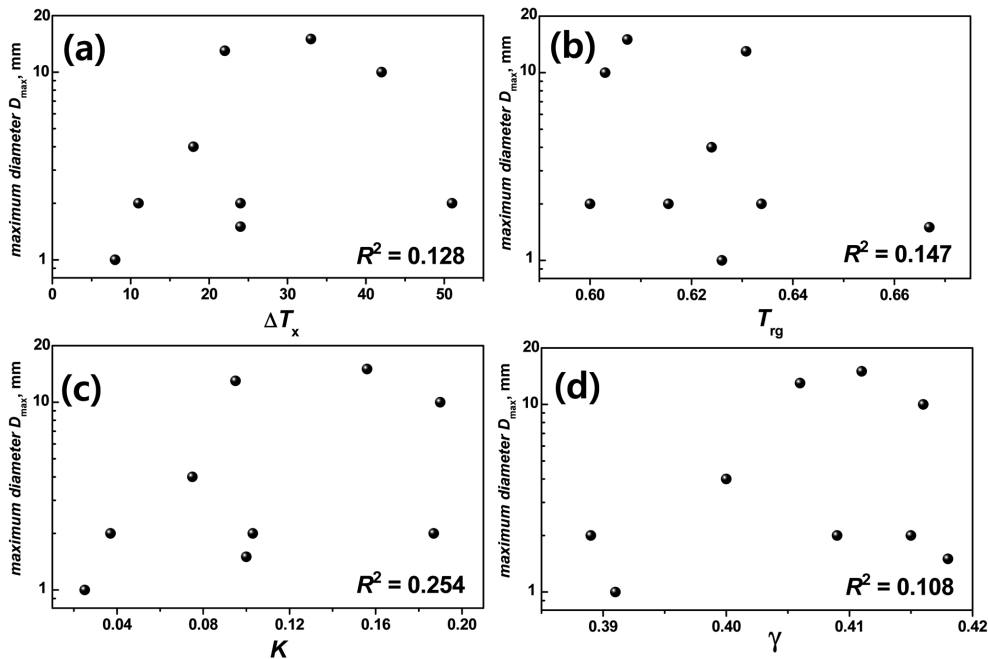 (a)
maximum diameter Dmax, mm
20
10
1
0 10 20 30 40 50
ΔTx
R² = 0.128
(b)
maximum diameter Dmax, mm
20
10
1
0.60 0.62 0.64 0.66
Trg
R² = 0.147
(c)
maximum diameter Dmax, mm
20
10
1
0.04 0.08 0.12 0.16 0.20
K
R² = 0.254
(d)
maximum diameter Dmax, mm
20
10
1
0.39 0.40 0.41 0.42
γ
R² = 0.108